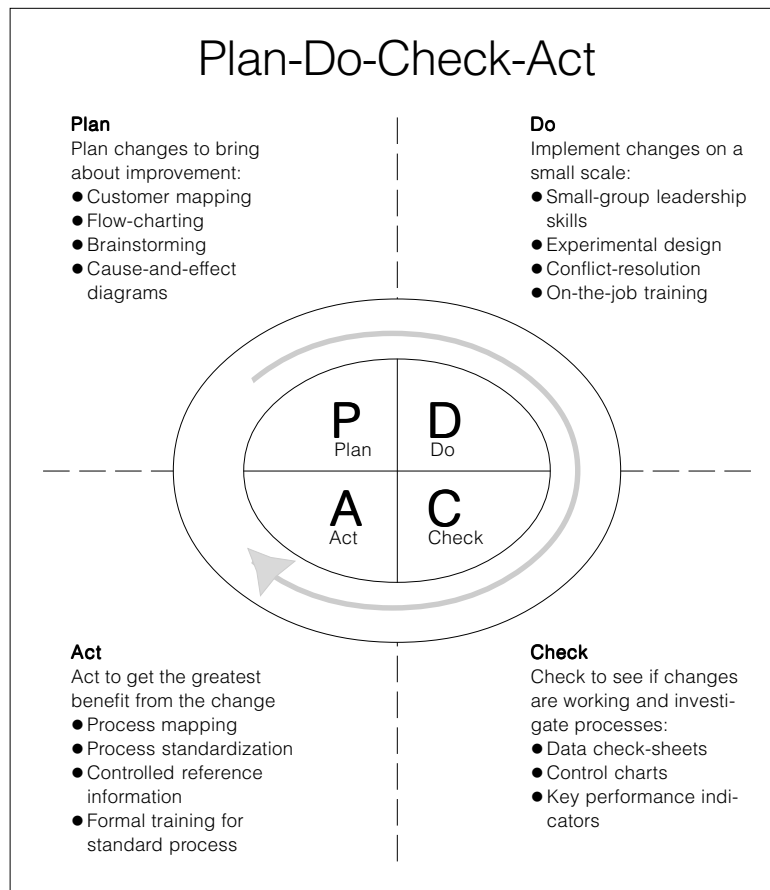 Plan-Do-Check-Act
Plan
Plan changes to bring
about improvement:
● Customer mapping
● Flow-charting
● Brainstorming
● Cause-and-effect
diagrams
Do
Implement changes on a
small scale:
● Small-group leadership
skills
● Experimental design
● Conflict-resolution
● On-the-job training
P
Plan
D
Do
A
Act
C
Check
Act
Act to get the greatest
benefit from the change
● Process mapping
● Process standardization
● Controlled reference
information
● Formal training for
standard process
Check
Check to see if changes
are working and investi-
gate processes:
● Data check-sheets
● Control charts
● Key performance indi-
cators